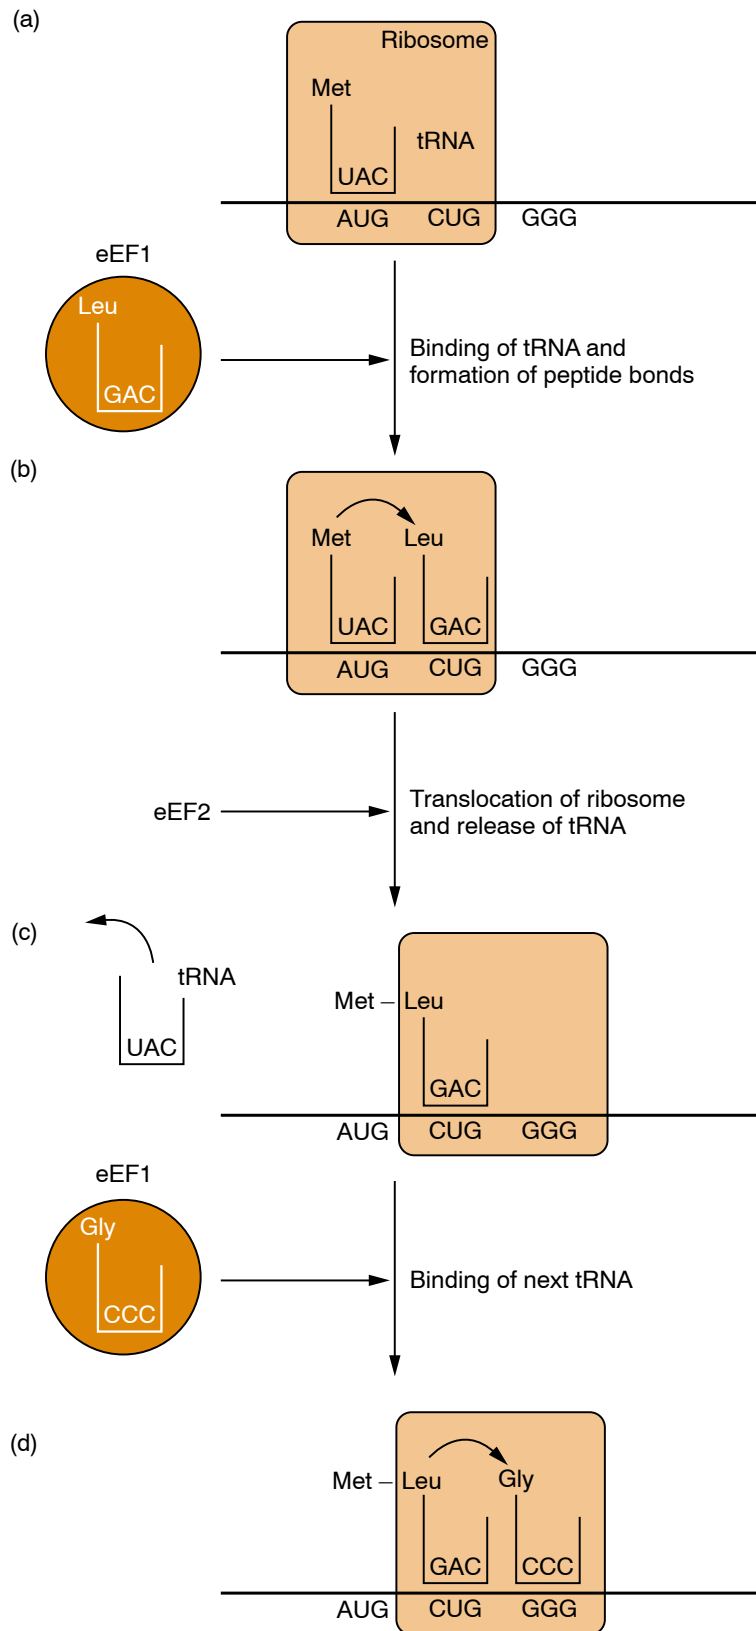 (a)
Ribosome
Met
tRNA
UAC
AUG CUG GGG
eEF1
Leu
GAC
Binding of tRNA and
formation of peptide bonds
(b)
Met Leu
UAC GAC
AUG CUG GGG
eEF2
Translocation of ribosome
and release of tRNA
(c)
tRNA
UAC
Met – Leu
GAC
AUG CUG GGG
eEF1
Gly
CCC
Binding of next tRNA
(d)
Met – Leu Gly
GAC CCC
AUG CUG GGG